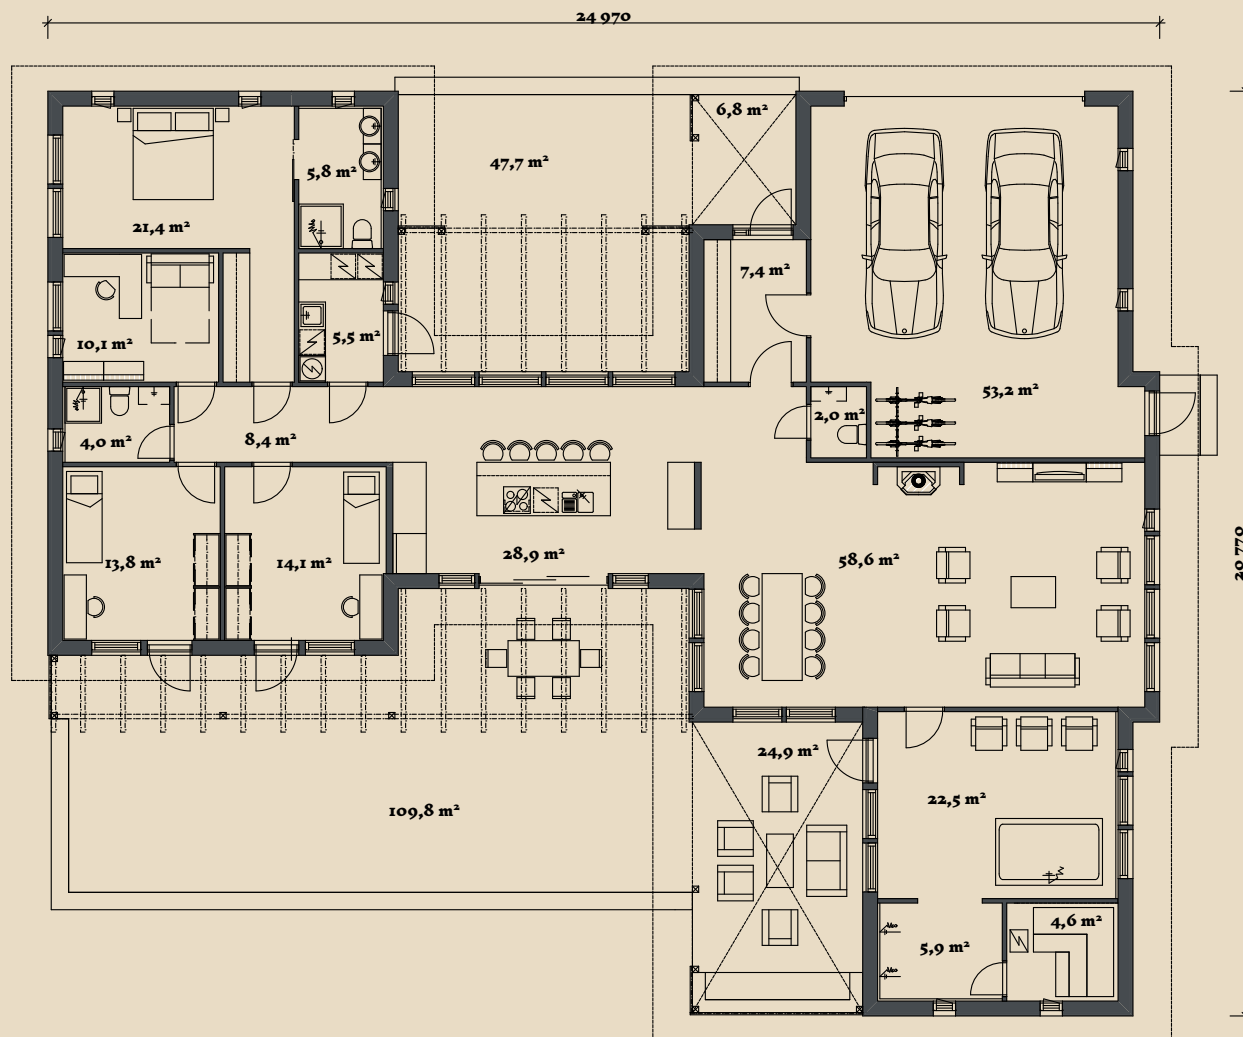 24 970
6,8 m²
47,7 m²
5,8 m²
21,4 m²
7,4 m²
5,5 m²
10,1 m²
53,2 m²
2,0 m²
8,4 m²
4,0 m²
28,9 m²
58,6 m²
13,8 m²
14,1 m²
20 770
24,9 m²
22,5 m²
109,8 m²
4,6 m²
5,9 m²